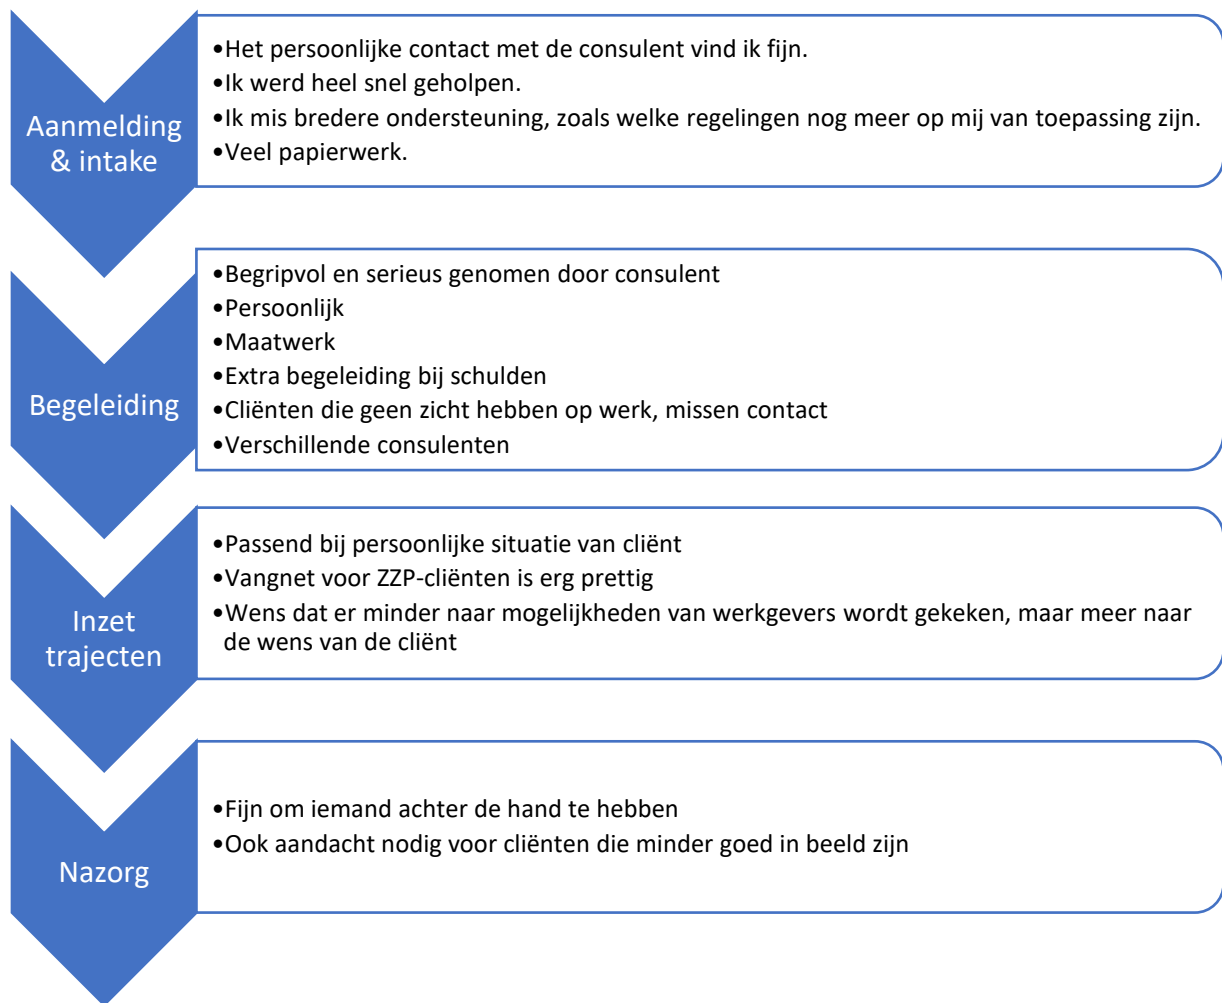 Aanmelding
& intake
•Het persoonlijke contact met de consulent vind ik fijn.
•Ik werd heel snel geholpen.
•Ik mis bredere ondersteuning, zoals welke regelingen nog meer op mij van toepassing zijn.
•Veel papierwerk.
Begeleiding
•Begripvol en serieus genomen door consulent
•Persoonlijk
•Maatwerk
•Extra begeleiding bij schulden
•Cliënten die geen zicht hebben op werk, missen contact
•Verschillende consulenten
Inzet
trajecten
•Passend bij persoonlijke situatie van cliënt
•Vangnet voor ZZP-cliënten is erg prettig
•Wens dat er minder naar mogelijkheden van werkgevers wordt gekeken, maar meer naar
de wens van de cliënt
Nazorg
•Fijn om iemand achter de hand te hebben
•Ook aandacht nodig voor cliënten die minder goed in beeld zijn